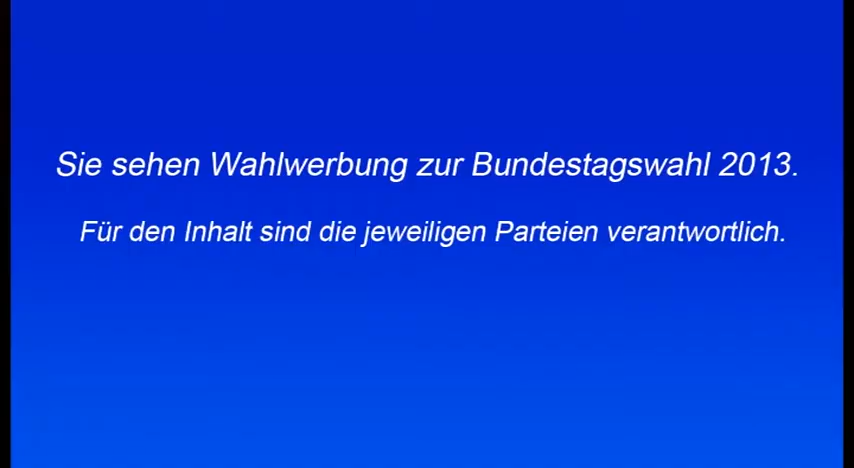 Sie sehen Wahlwerbung zur Bundestagswahl 2013.
Für den Inhalt sind die jeweiligen Parteien verantwortlich.